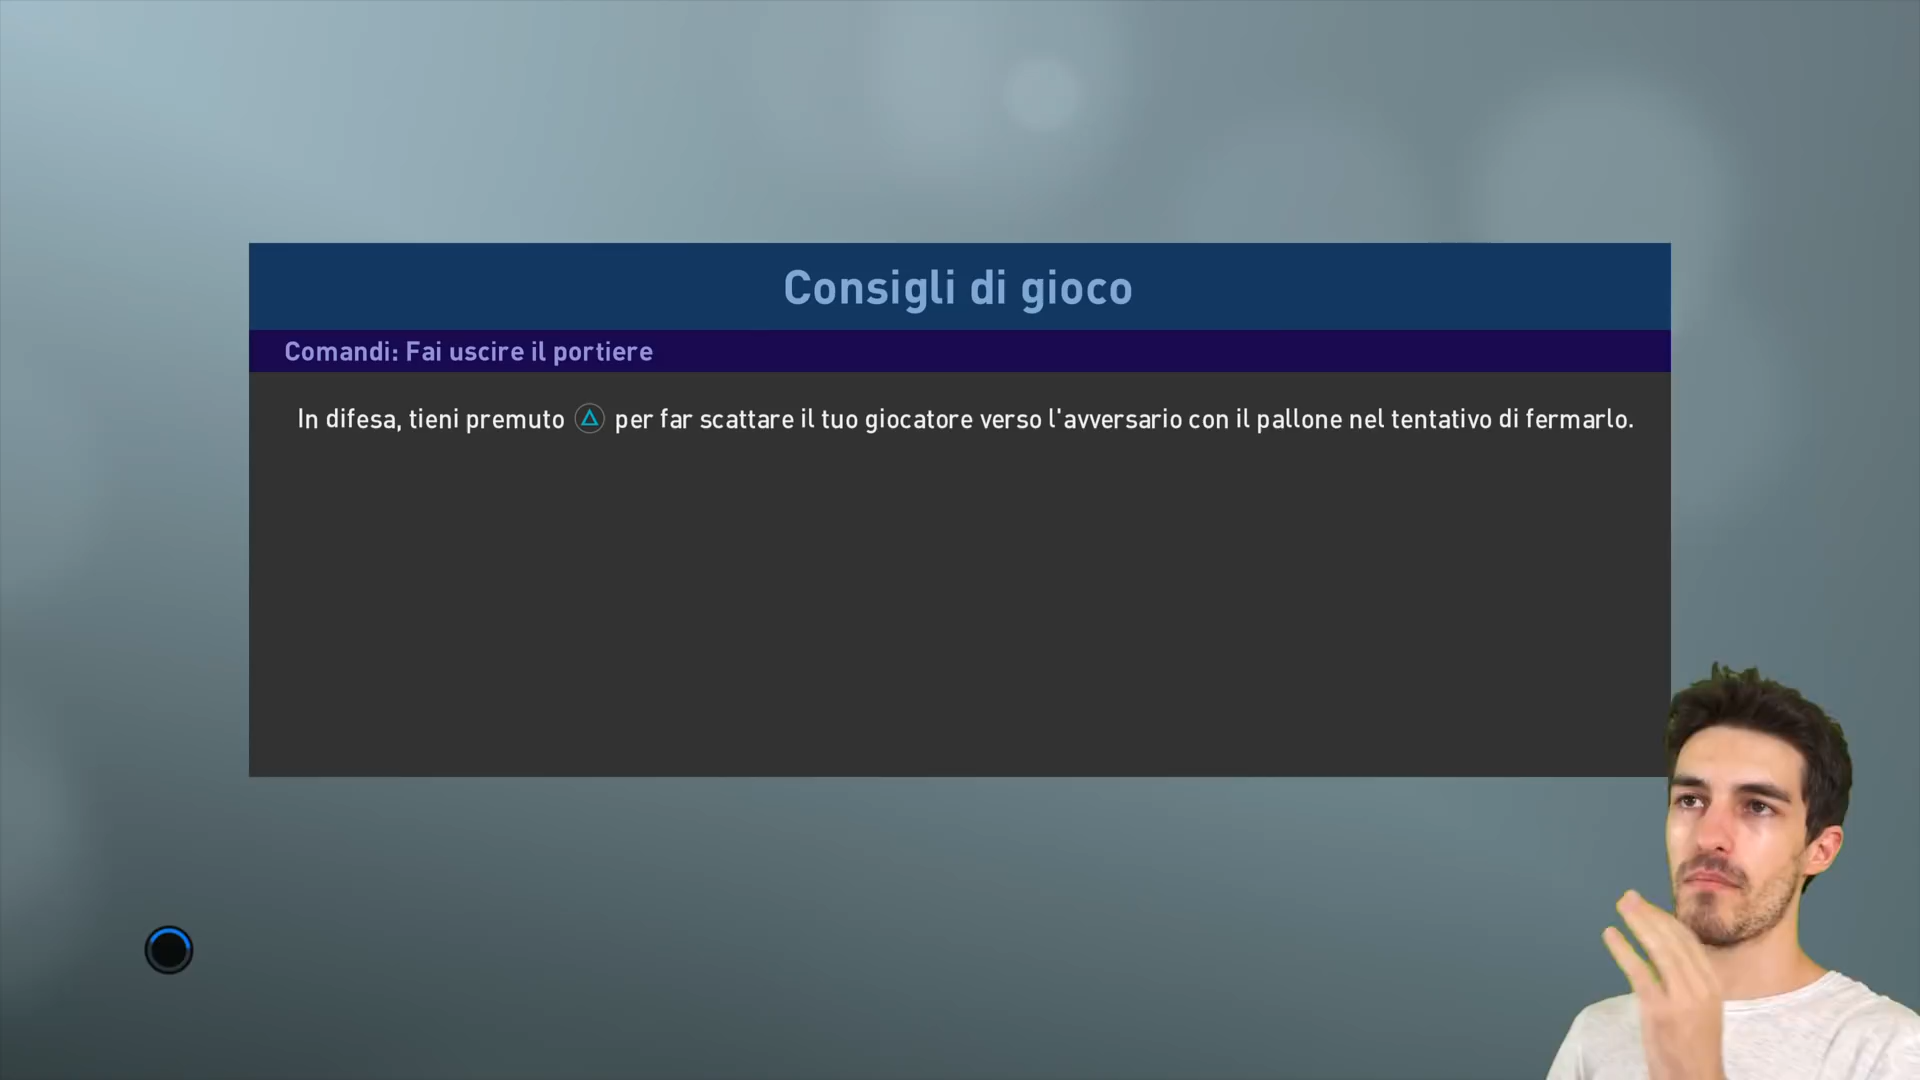 Consigli di gioco
Comandi: Fai uscire il portiere
In difesa, tieni premuto per far scattare il tuo giocatore verso l'avversario con il pallone nel tentativo di fermarlo.